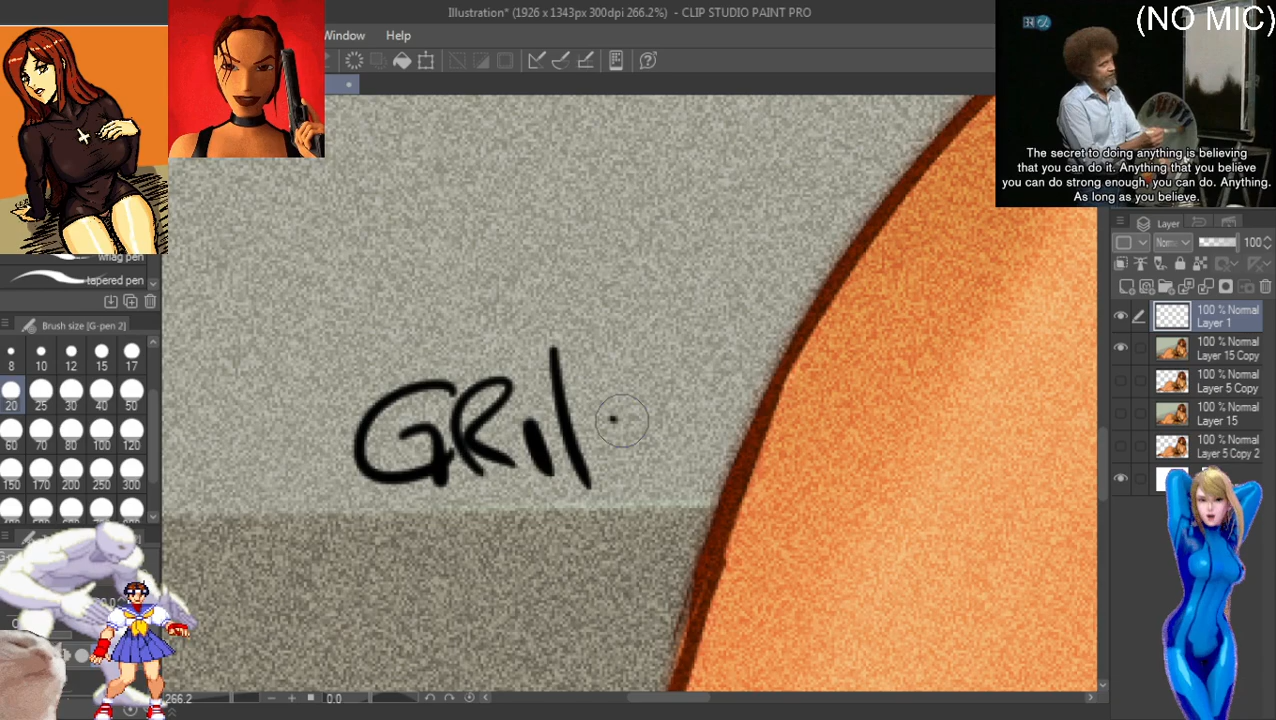 (NO MIC)
Illustration* (1926 x 1343px 300dpi 266.2%) - CLIP STUDIO PAINT PRO
Window Help
The secret to doing anything is believing
that you can do it. Anything that you believe
you can do strong enough, you can do. Anything.
As long as you believe.
Layer
Norm 100
tapered pen
Brush size [G-pen 2]
8 10 12 15 17
20 25 30 40 50
60 70 80 100 120
150 170 200 250 300
100 % Normal
Layer 1
100 % Normal
Layer 15 Copy
100 % Normal
Layer 5 Copy
100 % Normal
Layer 15
100 % Normal
Layer 5 Copy 2
GRil
266.2 0.0